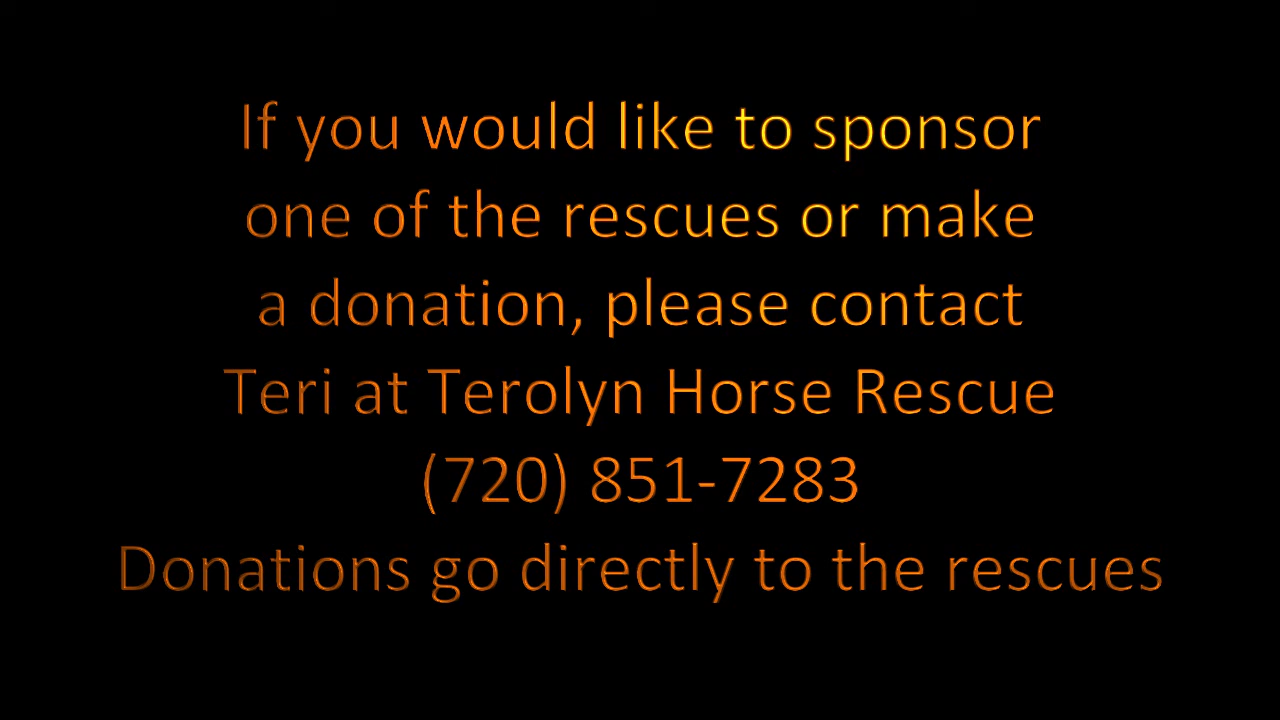 If you would like to sponsor
one of the rescues or make
a donation, please contact
Teri at Terolyn Horse Rescue
(720) 851-7283
Donations go directly to the rescues